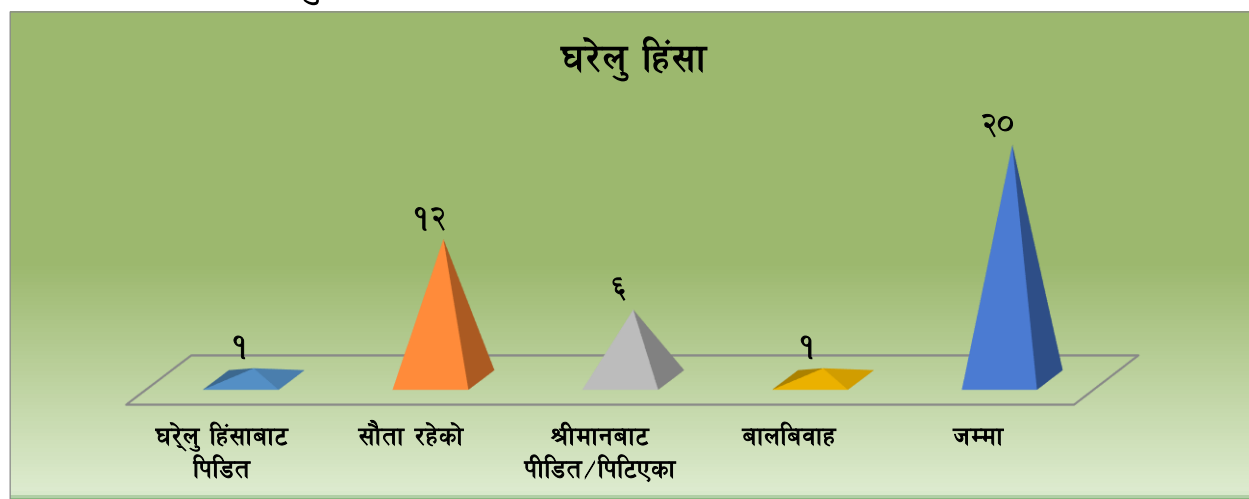 घरेलु हिंसा
२०
१२
६
१
१
घरे्लु हिंसाबाट
पिडित
सौता रहेको
श्रीमानबाट
पीडित/पिटिएका
बालबिवाह
जम्मा